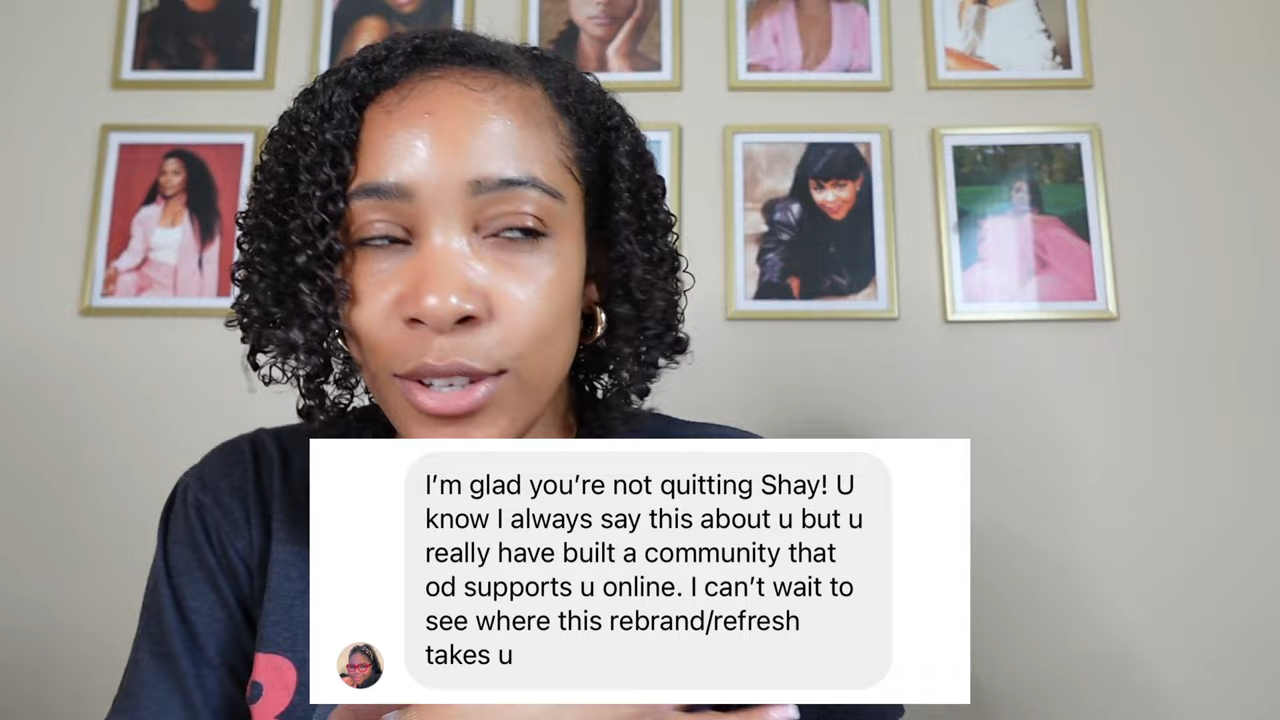 I’m glad you’re not quitting Shay! U
know I always say this about u but u
really have built a community that
od supports u online. I can’t wait to
see where this rebrand/refresh
takes u